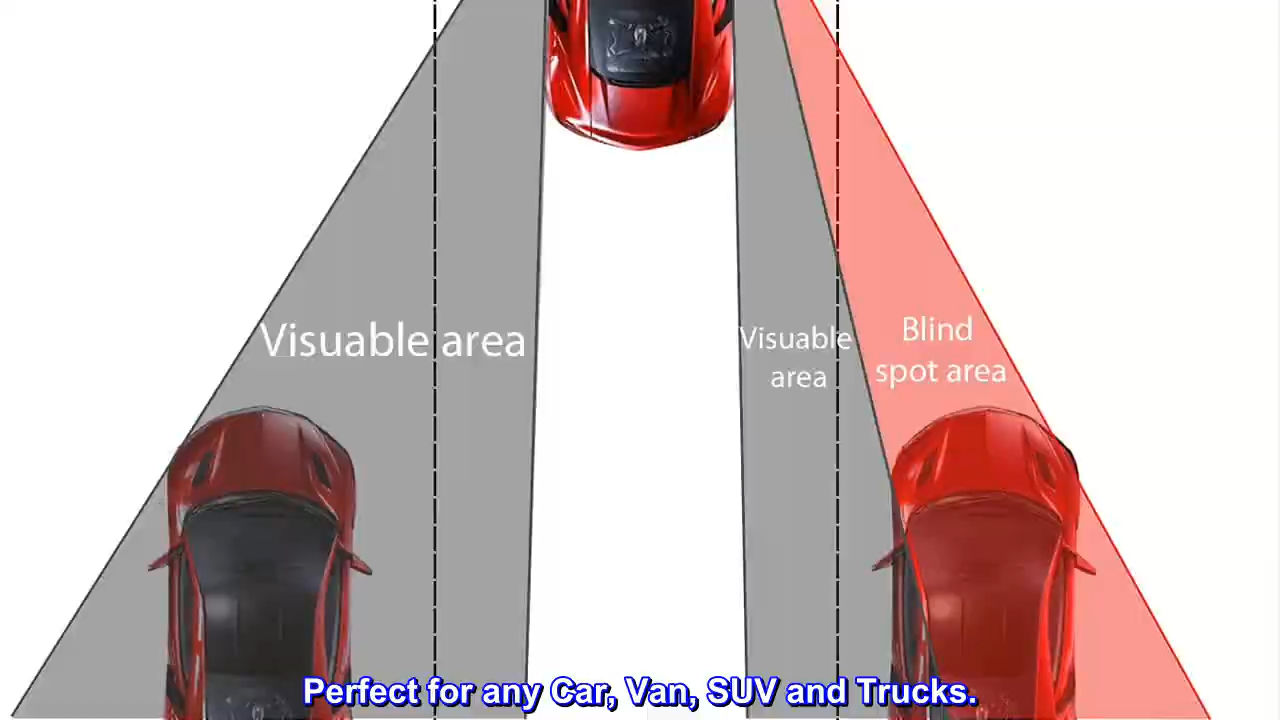 Visuable area
Visuable
area
Blind
spot area
Perfect for any Car, Van, SUV and Trucks.